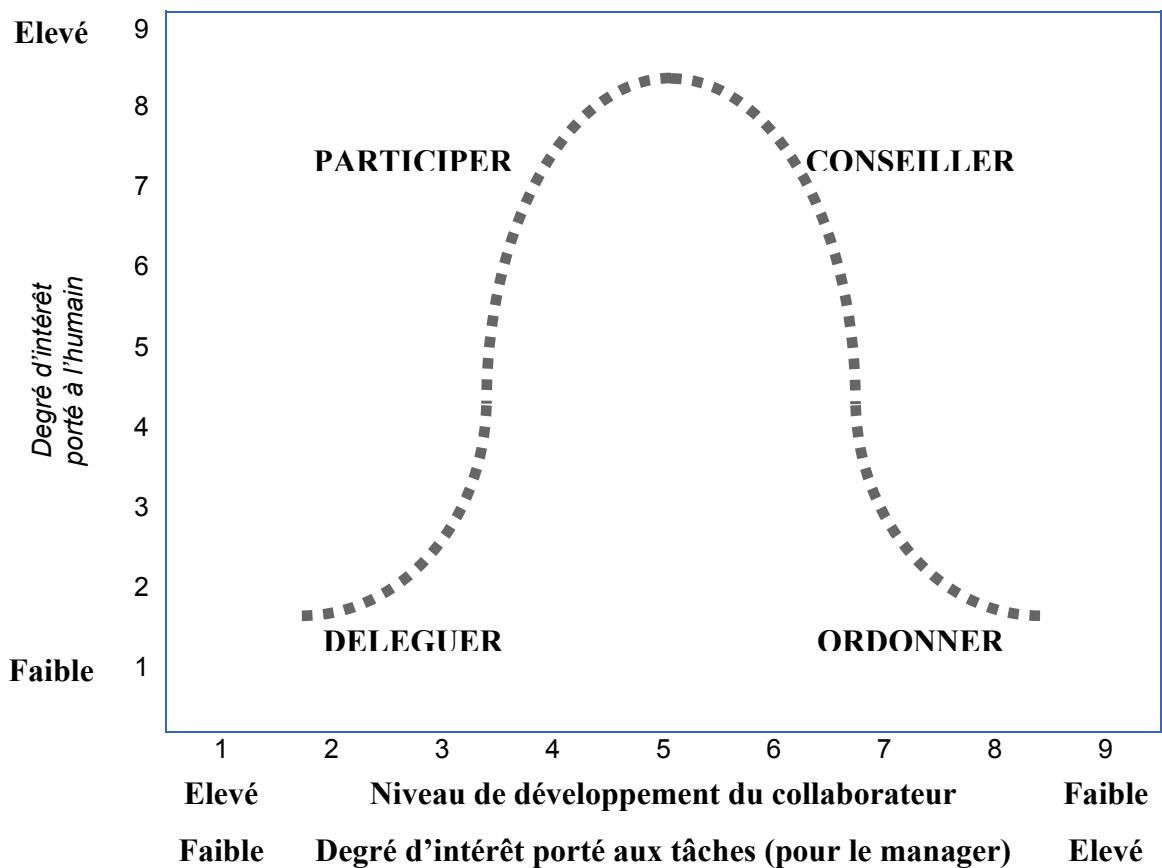 Elevé 9
8
PARTICIPER CONSEILLER
7
6
Degré d'intérêt
porté à l'humain
5
4
3
2
DELEGUER ORDONNER
Faible 1
1 2 3 4 5 6 7 8 9
Elevé Niveau de développement du collaborateur Faible
Faible Degré d'intérêt porté aux tâches (pour le manager) Elevé